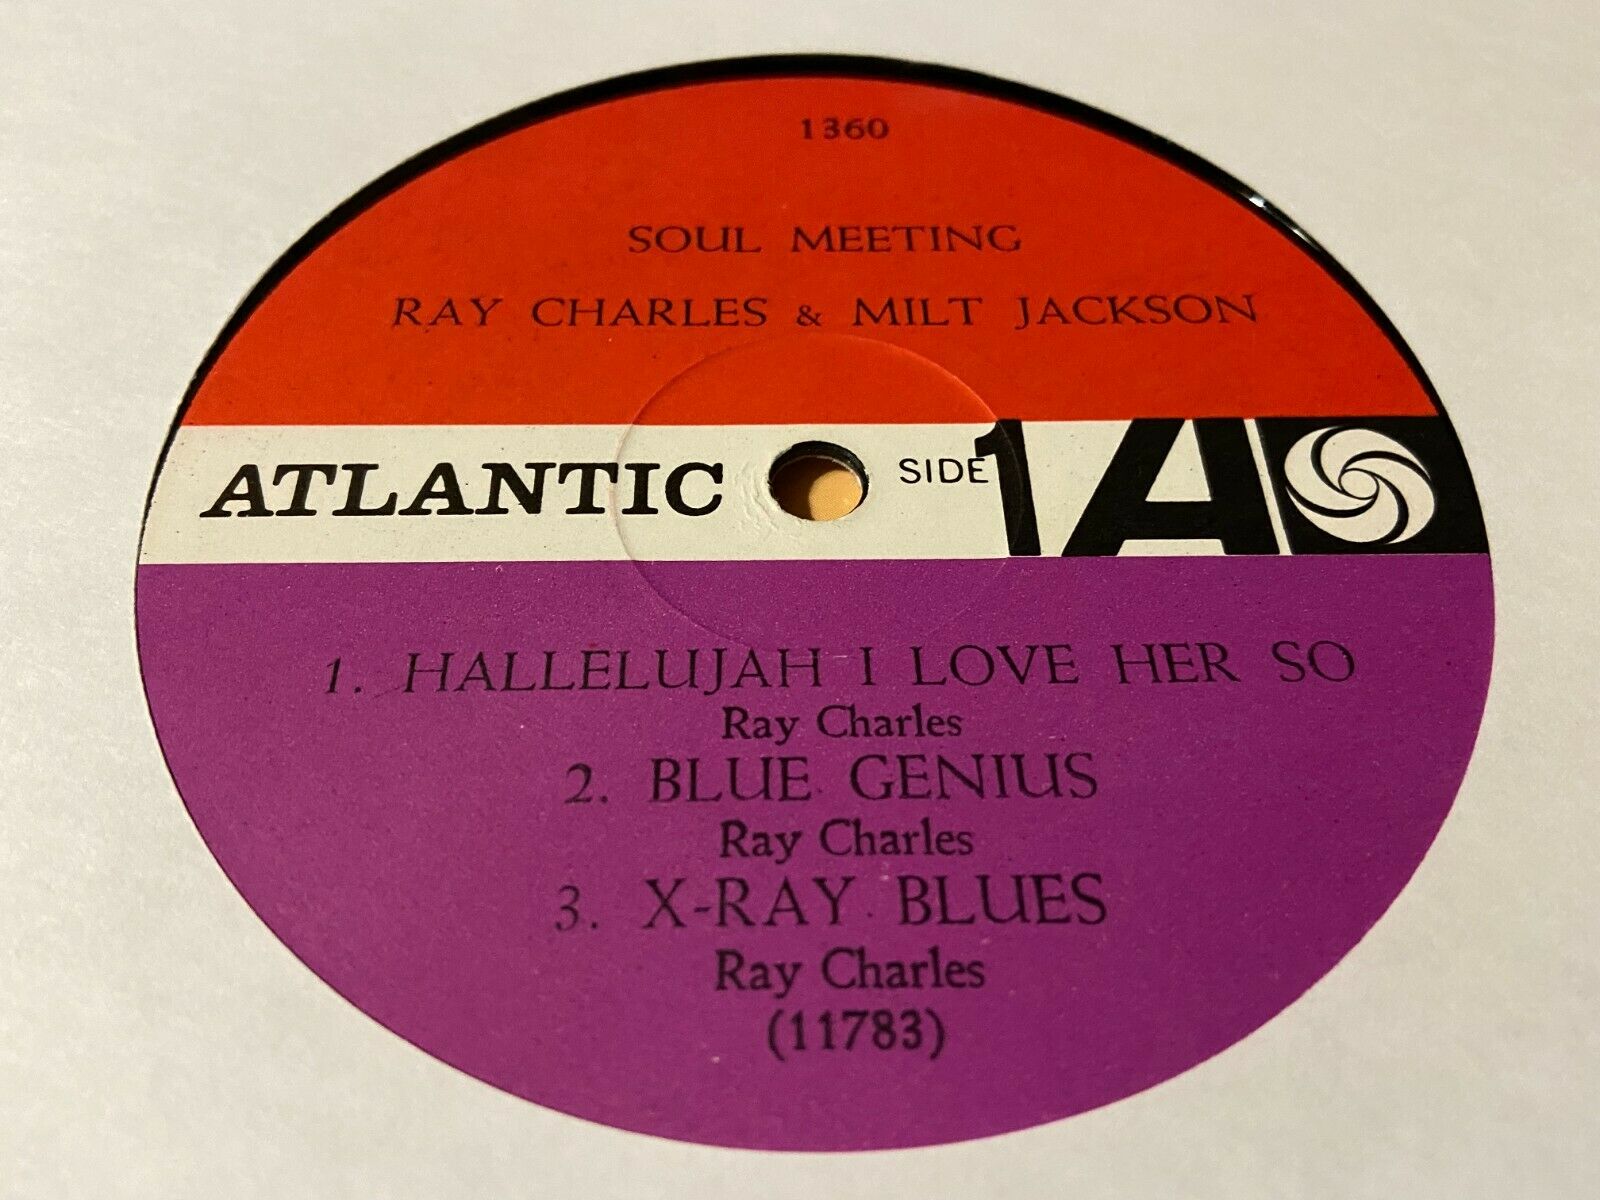 1360
SOUL MEETING
RAY CHARLES & MILT JACKSON
ATLANTIC SIDE 1 A
1. HALLELUJAH I LOVE HER SO
Ray Charles
2. BLUE GENIUS
Ray Charles
3. X-RAY BLUES
Ray Charles
(11783)